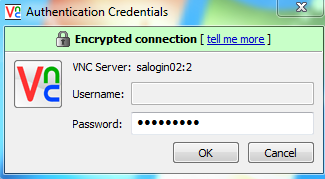 Authentication Credentials
Encrypted connection [ tell me more ]
VNC Server: salogin02:2
Username:
Password: •••••••••
OK Cancel